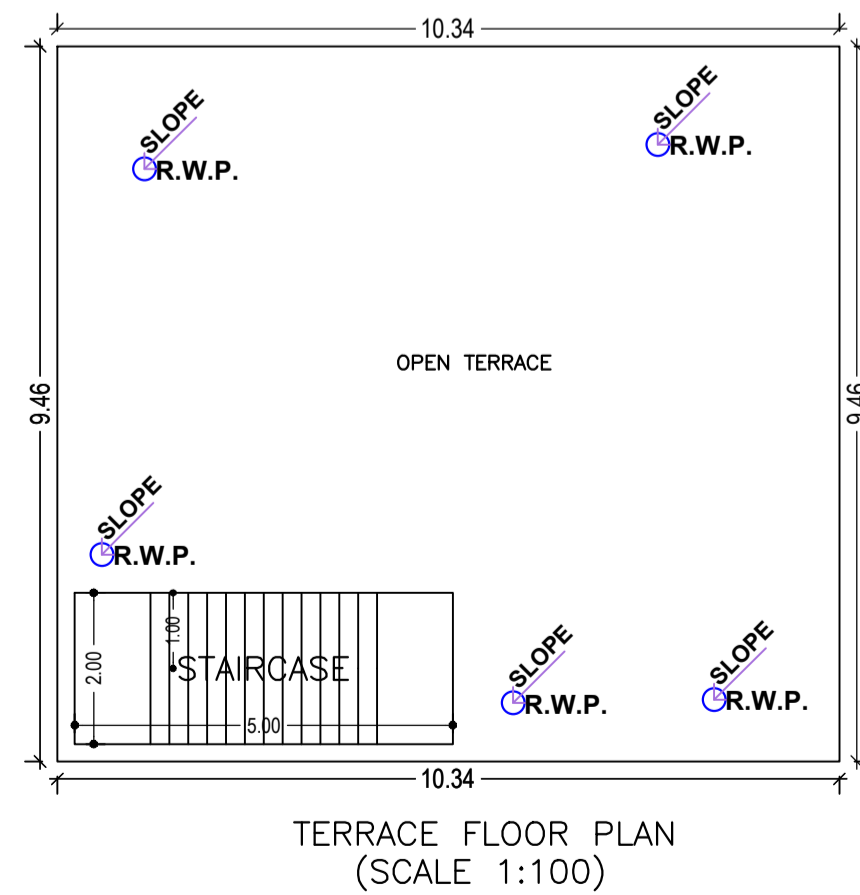 10.34
SLOPE
R.W.P.
SLOPE
R.W.P.
OPEN TERRACE
9.46
9.46
SLOPE
R.W.P.
1.00
2.00
STAIRCASE
5.00
SLOPE
R.W.P.
SLOPE
R.W.P.
10.34
TERRACE FLOOR PLAN
(SCALE 1:100)